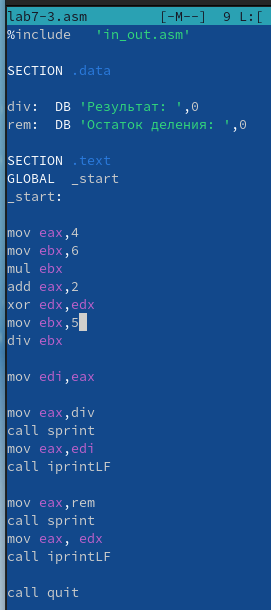 lab7-3.asm [-M--] 9 L:[
%include 'in_out.asm'
SECTION .data
div: DB 'Результат: ',0
rem: DB 'Остаток деления: ',0
SECTION .text
GLOBAL _start
_start:
mov eax,4
mov ebx,6
mul ebx
add eax,2
xor edx,edx
mov ebx,5
div ebx
mov edi,eax
mov eax,div
call sprint
mov eax,edi
call iprintLF
mov eax,rem
call sprint
mov eax, edx
call iprintLF
call quit